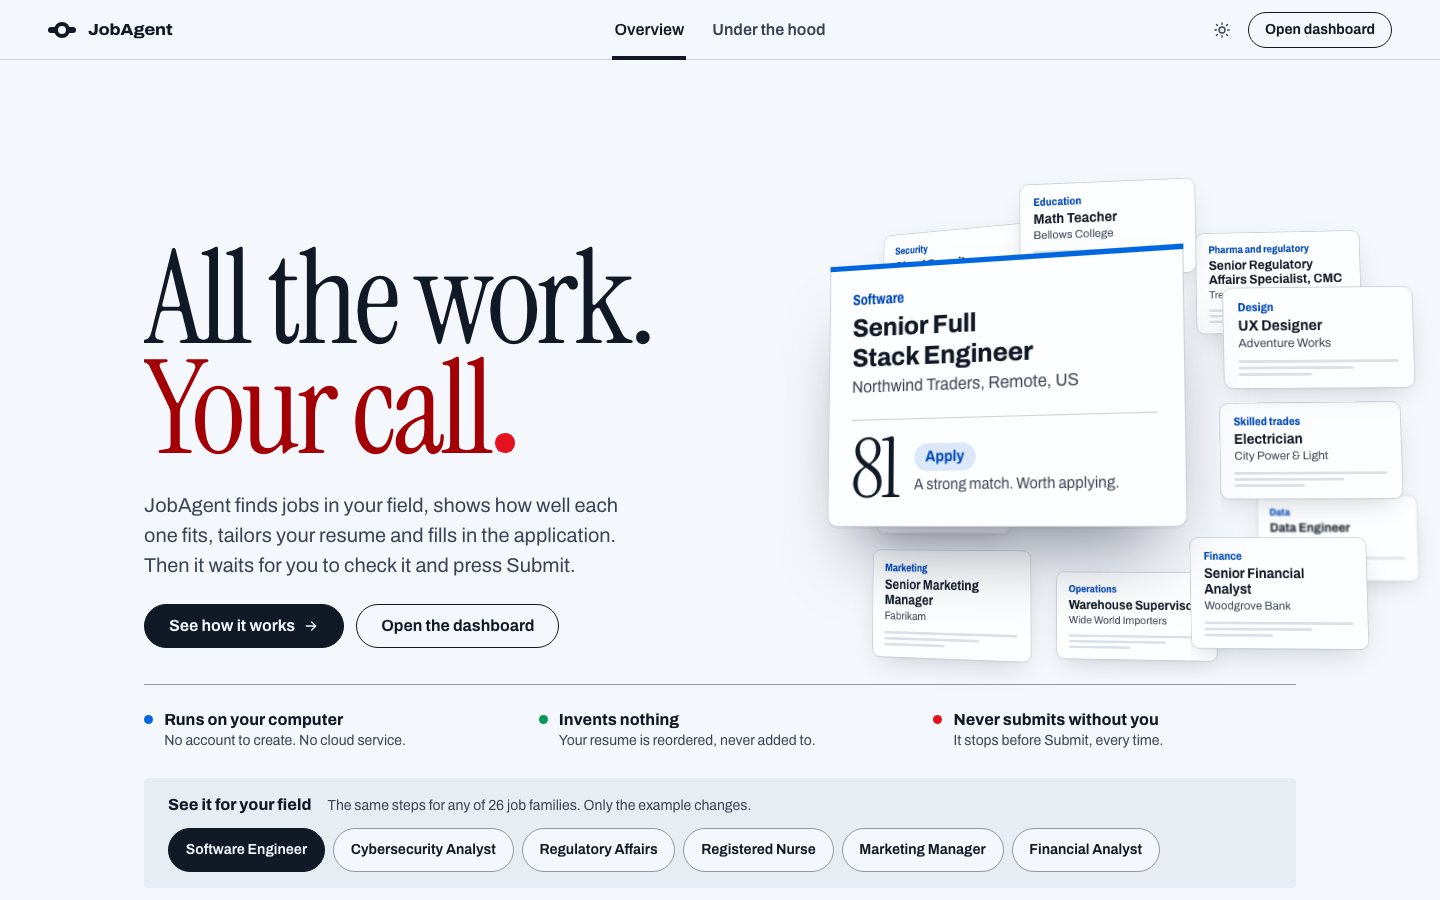 JobAgent
Overview
Under the hood
Open dashboard
All the work.
Your call.
JobAgent finds jobs in your field, shows how well each
one fits, tailors your resume and fills in the application.
Then it waits for you to check it and press Submit.
See how it works →
Open the dashboard
Security
Education
Math Teacher
Bellows College
Pharma and regulatory
Senior Regulatory
Affairs Specialist, CMC
Software
Senior Full
Stack Engineer
Northwind Traders, Remote, US
81
Apply
A strong match. Worth applying.
Design
UX Designer
Adventure Works
Skilled trades
Electrician
City Power & Light
Data
Data Engineer
Finance
Senior Financial
Analyst
Woodgrove Bank
Marketing
Senior Marketing
Manager
Fabrikam
Operations
Warehouse
Wide World Importers
Runs on your computer
No account to create. No cloud service.
Invents nothing
Your resume is reordered, never added to.
Never submits without you
It stops before Submit, every time.
See it for your field
The same steps for any of 26 job families. Only the example changes.
Software Engineer
Cybersecurity Analyst
Regulatory Affairs
Registered Nurse
Marketing Manager
Financial Analyst